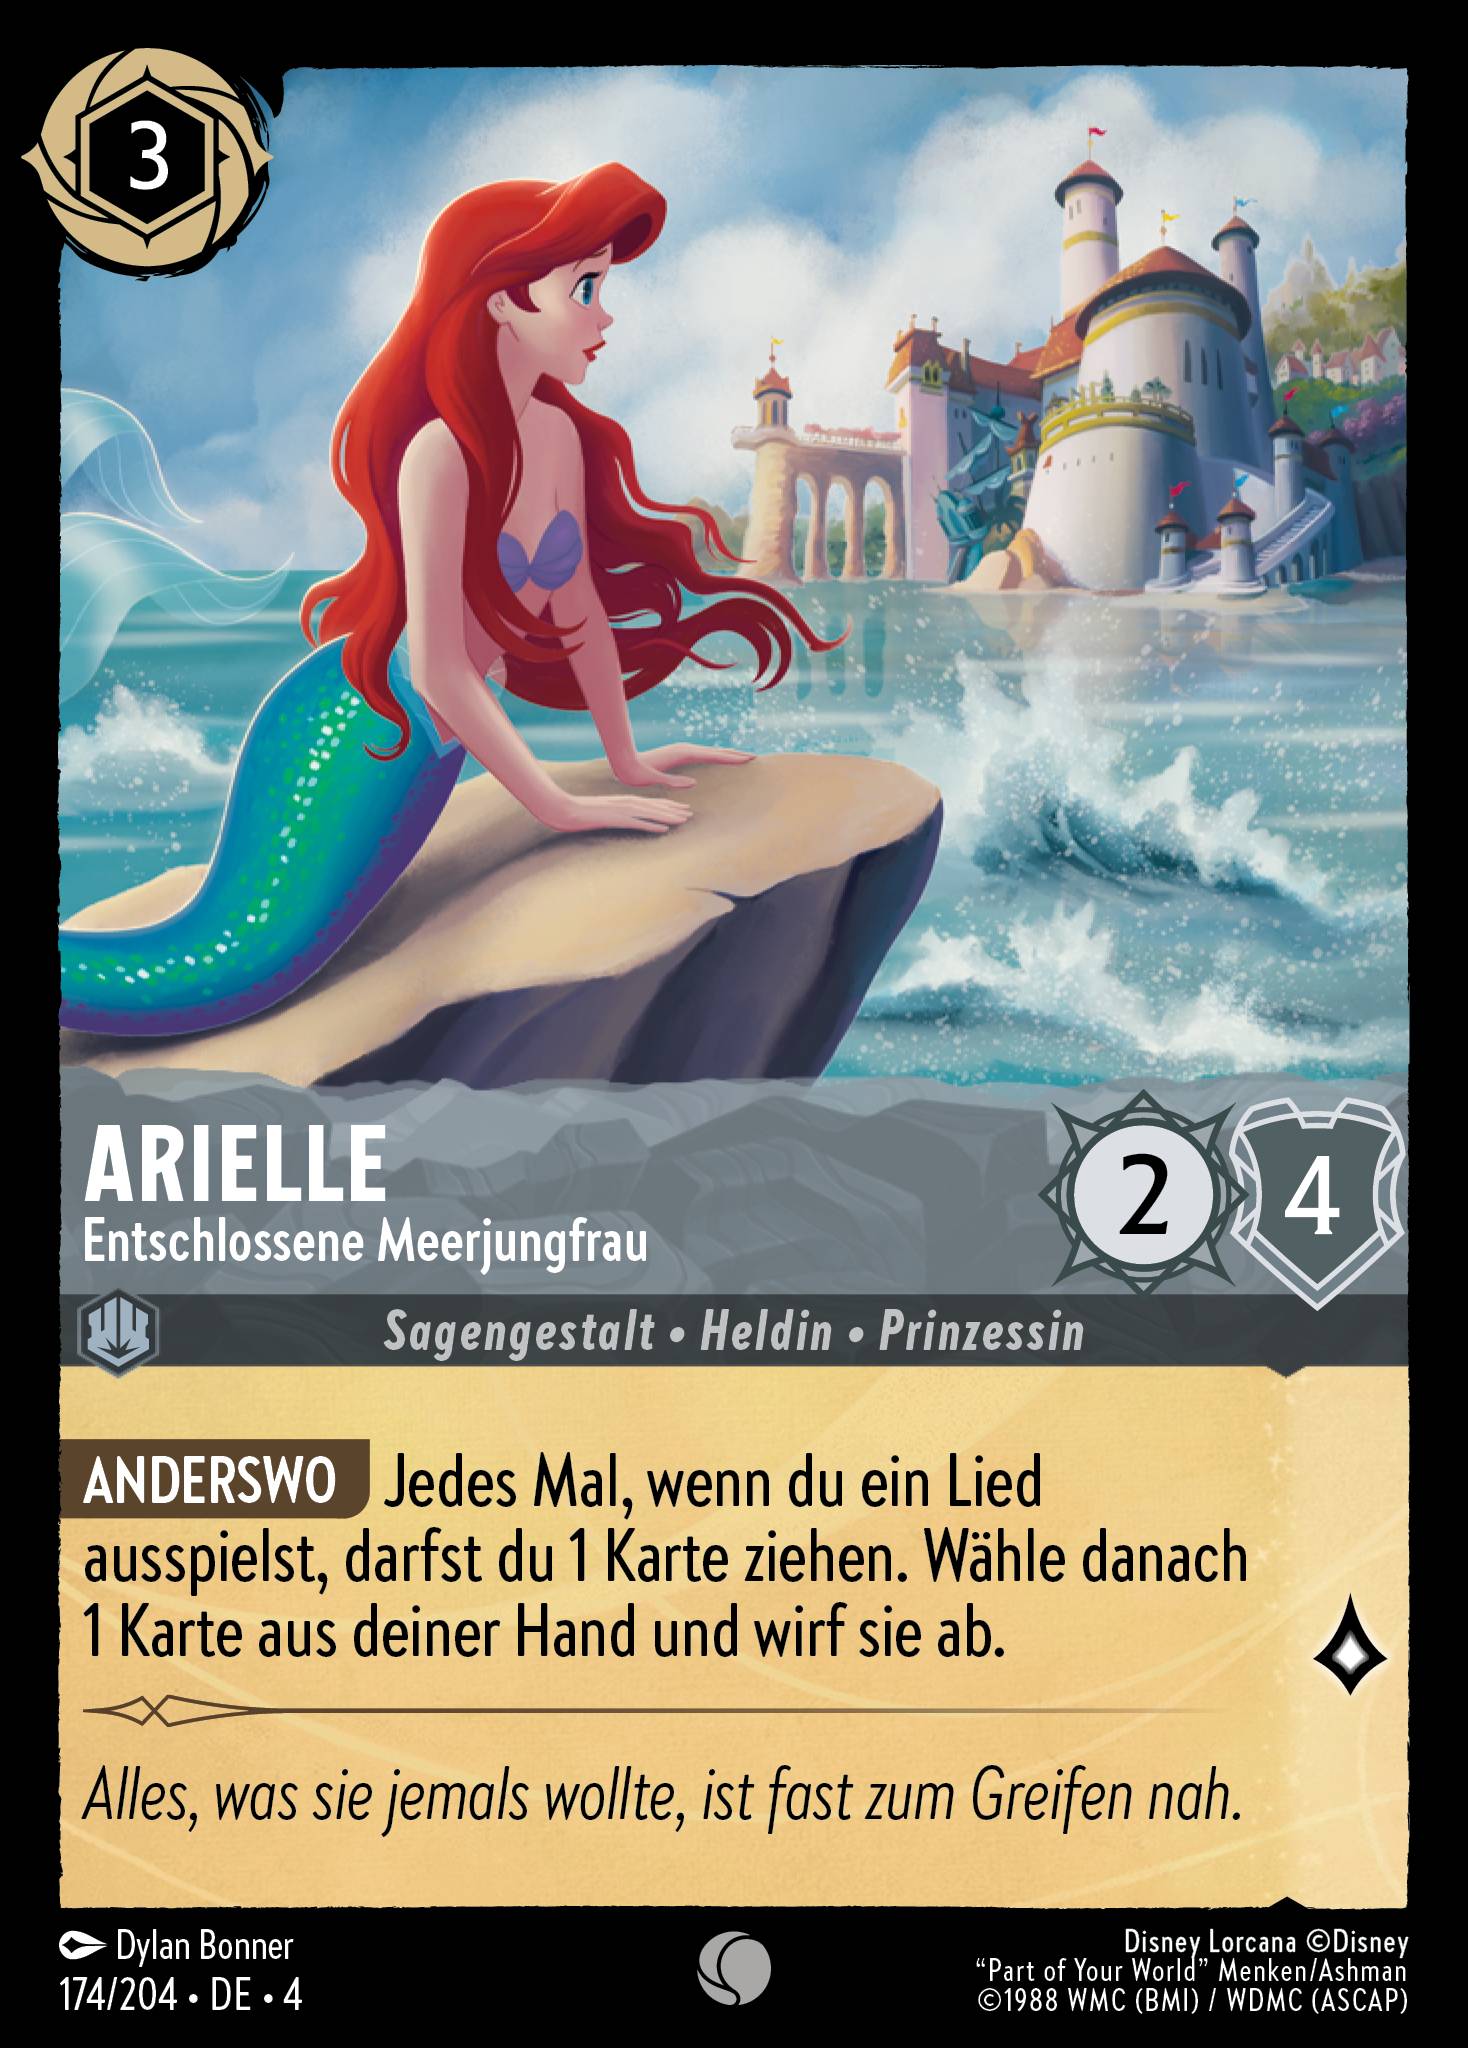 3
ARIELLE
Entschlossene Meerjungfrau
2
4
Sagengestalt • Heldin • Prinzessin
ANDERSWO Jedes Mal, wenn du ein Lied
ausspielst, darfst du 1 Karte ziehen. Wähle danach
1 Karte aus deiner Hand und wirf sie ab.
Alles, was sie jemals wollte, ist fast zum Greifen nah.
Dylan Bonner
174/204 • DE • 4
Disney Lorcana ©Disney
“Part of Your World” Menken/Ashman
©1988 WMC (BMI) / WDMC (ASCAP)